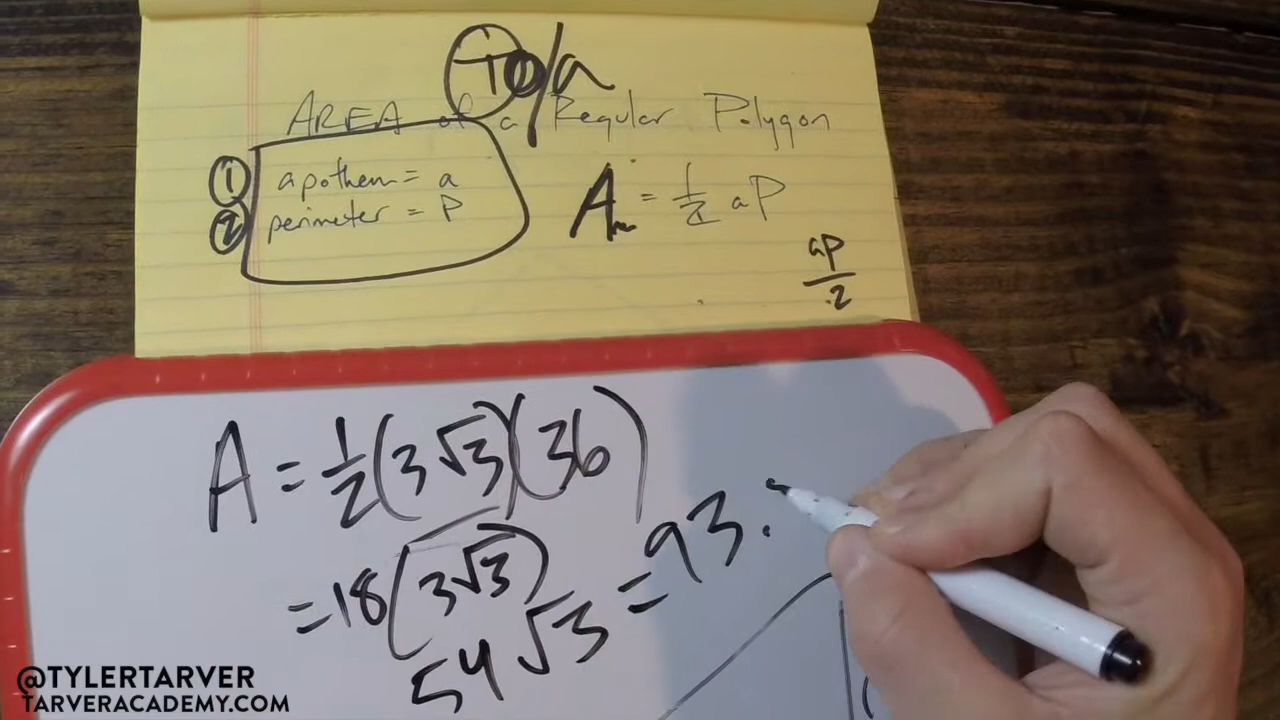 AREA of a Regular Polygon
① apothem = a
② perimeter = P
A = 1/2 aP
aP/2
A = 1/2(3√3)(36)
= 18(3√3)
54√3 = 93.
@TYLERTARVER
TARVERACADEMY.COM